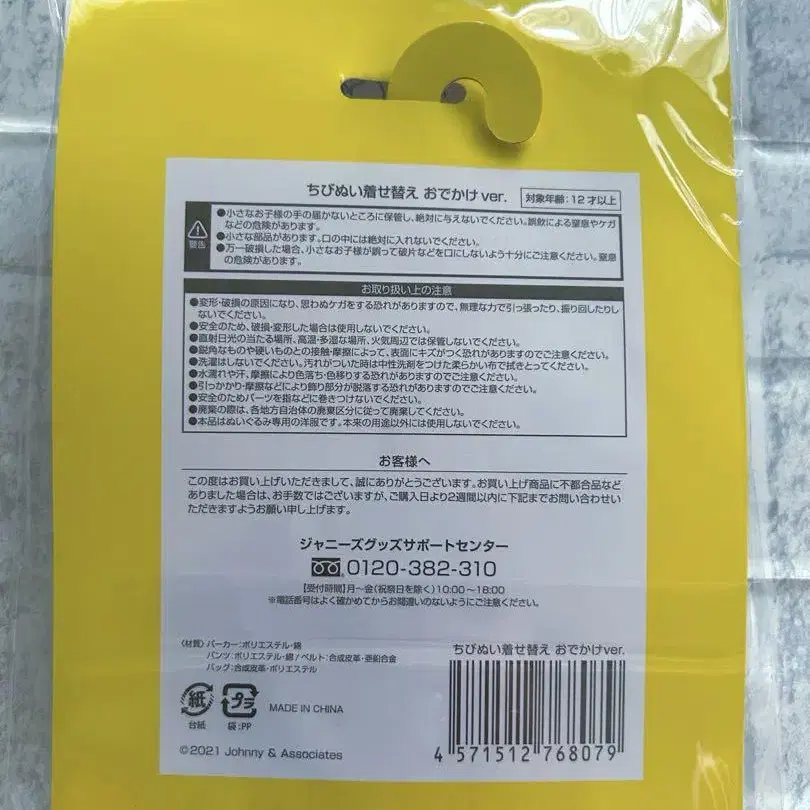 ちびぬい着せ替え おでかけver. 対象年齢:12才以上
警告
●小さなお子様の手の届かないところに保管し、絶対に与えないでください。誤飲による窒息やケガ
などの危険があります。
●小さな部品があります。口の中には絶対に入れないでください。
●万一破損した場合、小さなお子様が誤って破片などを口にしないよう十分にご注意ください。窒息
の危険があります。
お取り扱い上の注意
●変形・破損の原因になり、思わぬケガをする恐れがありますので、無理な力で引っ張ったり、振り回したりし
ないでください。
●安全のため、破損・変形した場合は使用しないでください。
●直射日光の当たる場所、高温・多湿な場所、火気周辺では保管しないでください。
●鋭角なものや硬いものとの接触・摩擦によって、表面にキズがつく恐れがありますのでご注意ください。
●洗濯はしないでください。汚れがついた時は中性洗剤をつけた柔らかい布で拭きとってください。
●水濡れや汗、摩擦により色落ち・色移りする恐れがありますのでご注意ください。
●引っかかり・摩擦などにより飾り部分が脱落する恐れがありますのでご注意ください。
●安全のためパーツを指などに巻きつけないでください。
●廃棄の際は、各地方自治体の廃棄区分に従って廃棄してください。
●本品はぬいぐるみ専用の洋服です。本来の用途以外には使用しないでください。
お客様へ
この度はお買い上げいただきまして、誠にありがとうございます。お買い上げ商品に不都合品など
ありました場合は、お手数ではございますが、ご購入日より2週間以内に下記までお問い合わせい
ただきますようお願い申し上げます。
ジャニーズグッズサポートセンター
0120-382-310
【受付時間】月〜金(祝祭日を除く)10:00〜18:00
※電話番号はよく確かめてからお間違いのないようにご注意ください。
〈材質〉パーカー:ポリエステル・綿
パンツ:ポリエステル・綿/ベルト:合成皮革・亜鉛合金
バッグ:合成皮革・ポリエステル
ちびぬい着せ替え おでかけver.
紙
台紙
プラ
袋:PP
MADE IN CHINA
©2021 Johnny & Associates
4 571512 768079